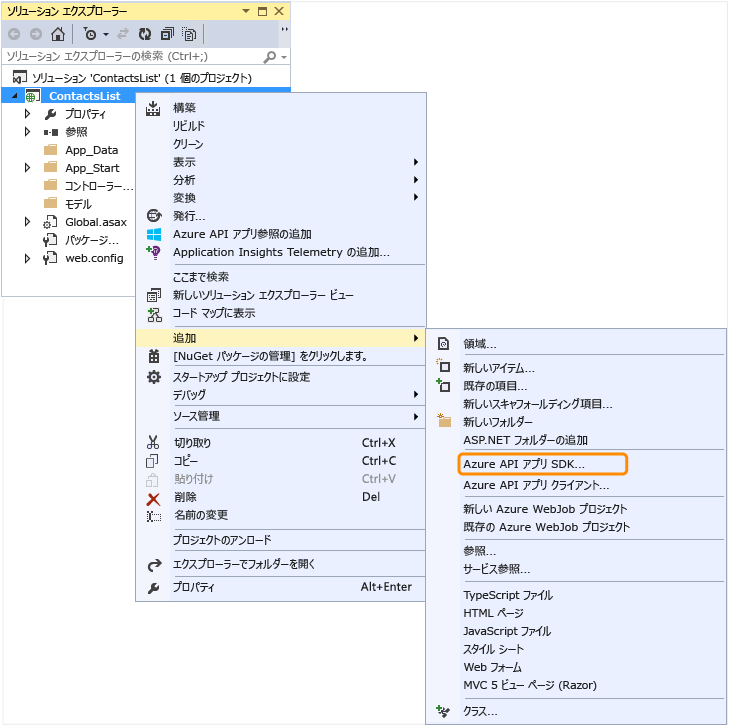 ソリューション エクスプローラー
ソリューション エクスプローラーの検索 (Ctrl+;)
ソリューション 'ContactsList' (1 個のプロジェクト)
ContactsList
プロパティ
参照
App_Data
App_Start
コントローラー...
モデル
Global.asax
パッケージ...
web.config
構築
リビルド
クリーン
表示
分析
変換
発行...
Azure API アプリ参照の追加
Application Insights Telemetry の追加...
ここまで検索
新しいソリューション エクスプローラー ビュー
コード マップに表示
追加
[NuGet パッケージの管理] をクリックします。
スタートアップ プロジェクトに設定
デバッグ
ソース管理
切り取り Ctrl+X
コピー Ctrl+C
貼り付け Ctrl+V
削除 Del
名前の変更
プロジェクトのアンロード
エクスプローラーでフォルダーを開く
プロパティ Alt+Enter
領域...
新しいアイテム...
既存の項目...
新しいスキャフォールディング項目...
新しいフォルダー
ASP.NET フォルダーの追加
Azure API アプリ SDK...
Azure API アプリ クライアント...
新しい Azure WebJob プロジェクト
既存の Azure WebJob プロジェクト
参照...
サービス参照...
TypeScript ファイル
HTML ページ
JavaScript ファイル
スタイル シート
Web フォーム
MVC 5 ビュー ページ (Razor)
クラス...